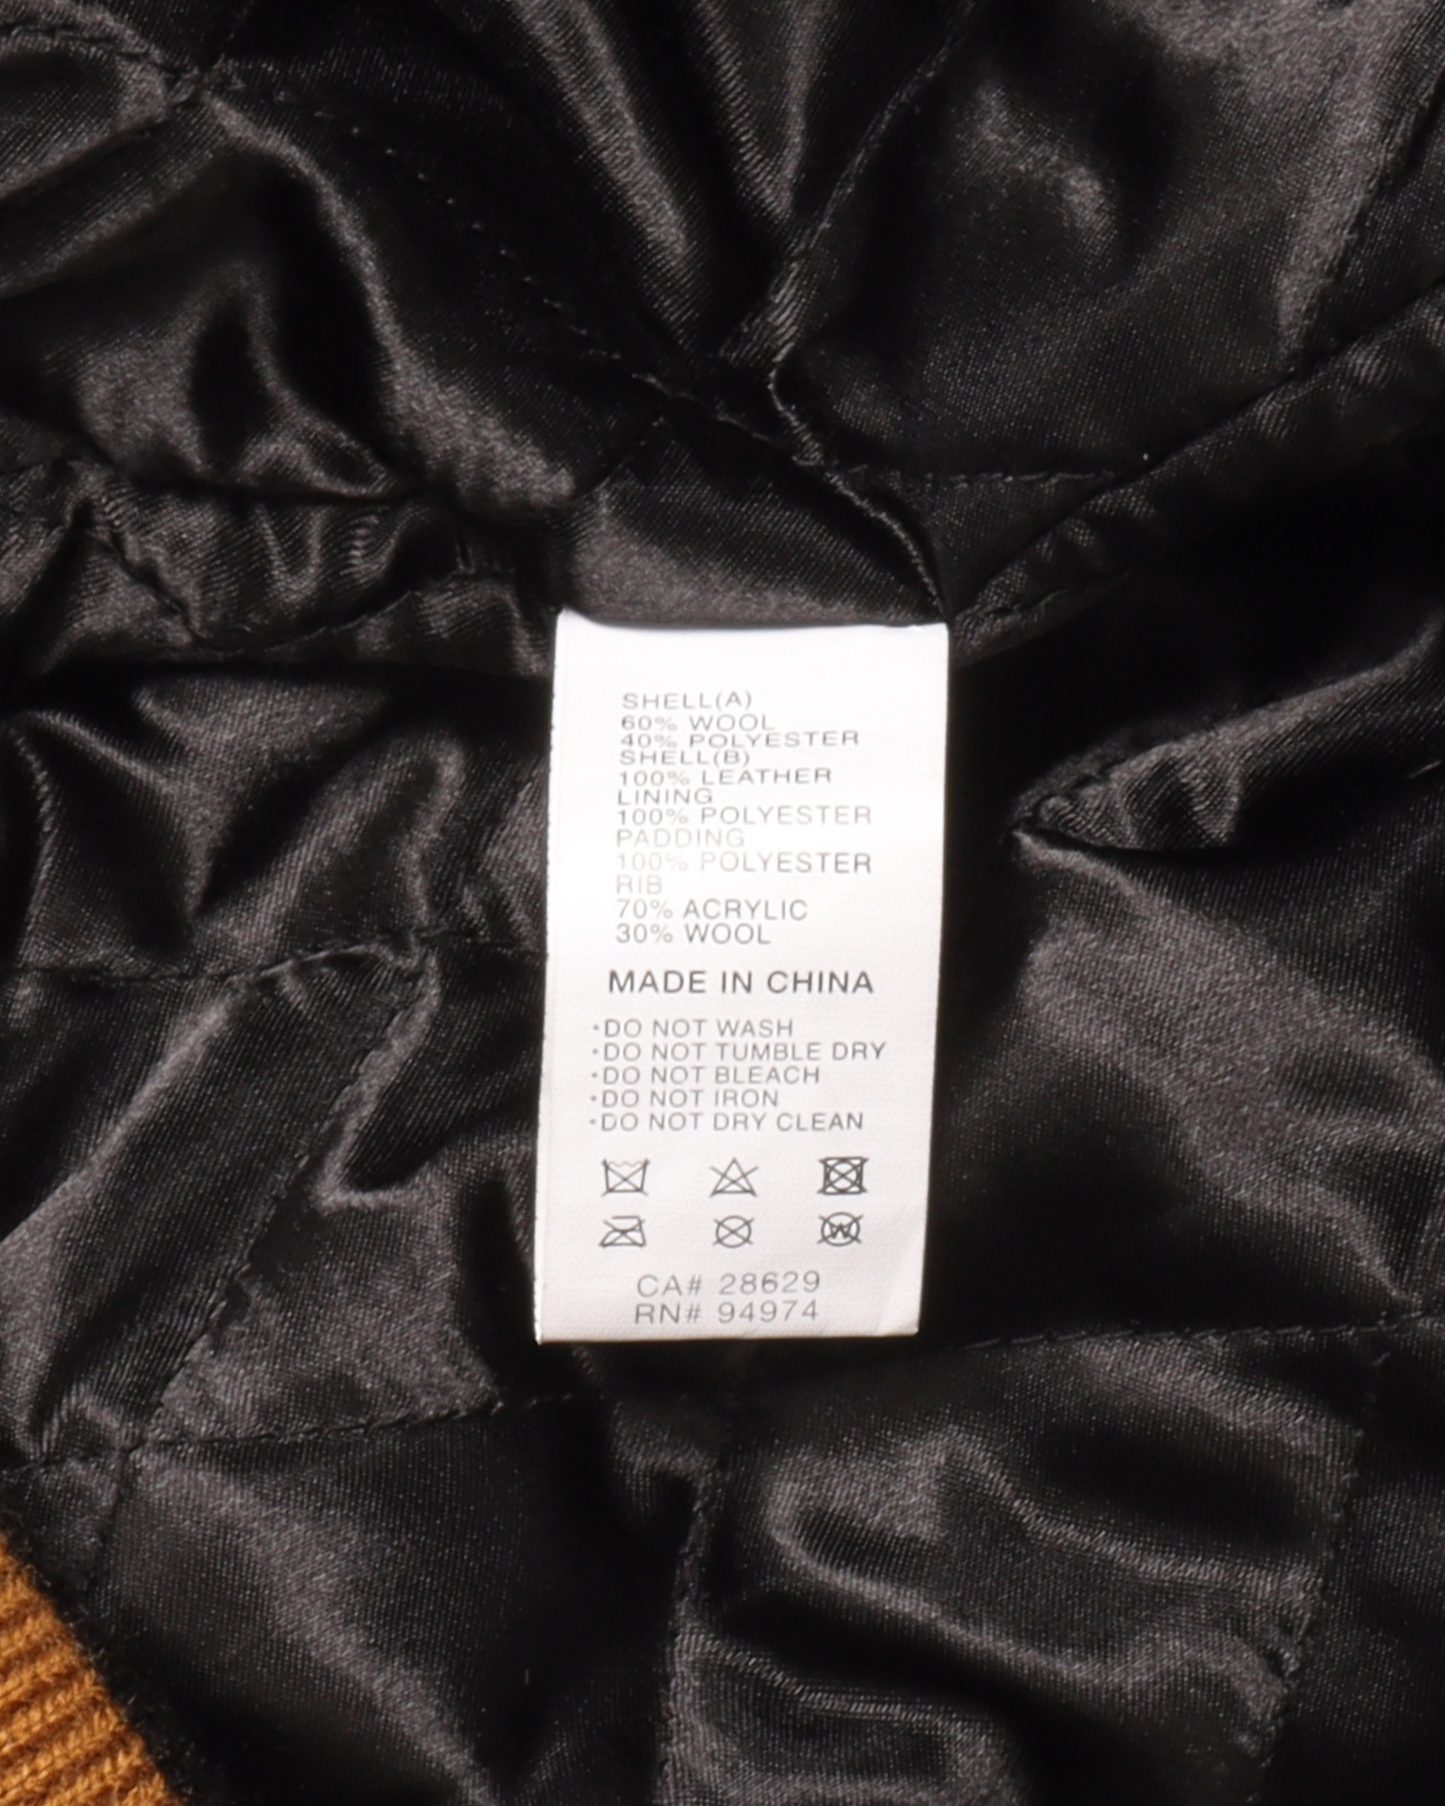 SHELL(A)
60% WOOL
40% POLYESTER
SHELL(B)
100% LEATHER
LINING
100% POLYESTER
PADDING
100% POLYESTER
RIB
70% ACRYLIC
30% WOOL
MADE IN CHINA
•DO NOT WASH
•DO NOT TUMBLE DRY
•DO NOT BLEACH
•DO NOT IRON
•DO NOT DRY CLEAN
W
CA# 28629
RN# 94974